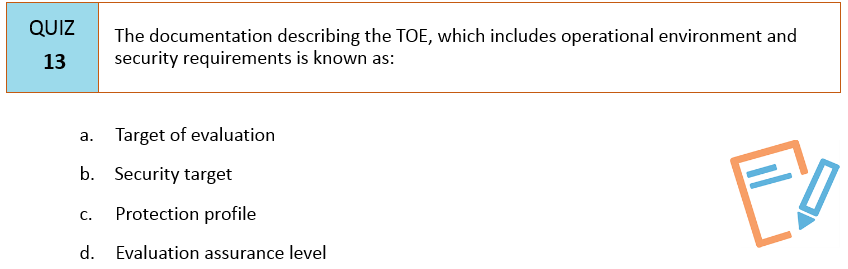 QUIZ
13
The documentation describing the TOE, which includes operational environment and
security requirements is known as:
a. Target of evaluation
b. Security target
c. Protection profile
d. Evaluation assurance level